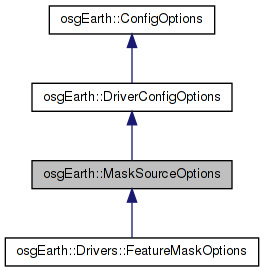 osgEarth::ConfigOptions
osgEarth::DriverConfigOptions
osgEarth::MaskSourceOptions
osgEarth::Drivers::FeatureMaskOptions